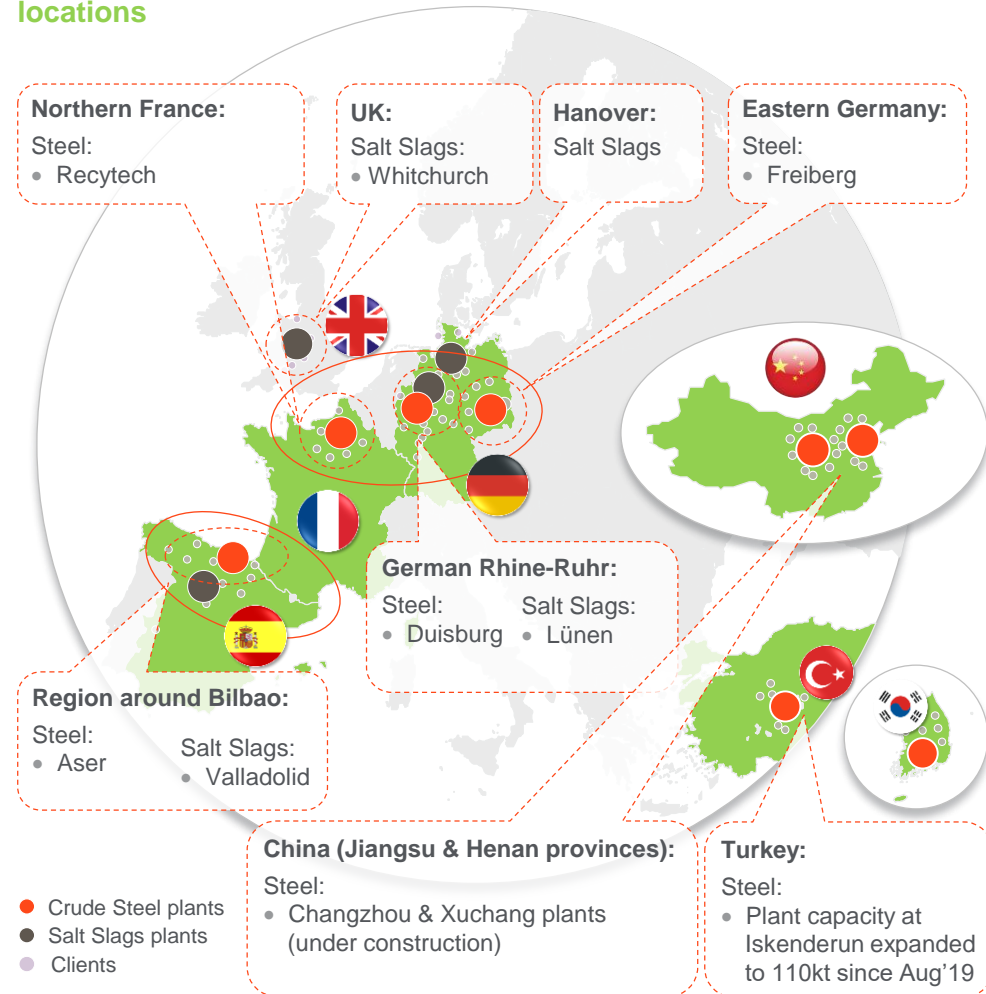 locations
Northern France:
Steel:
• Recytech
UK:
Salt Slags:
• Whitchurch
Hanover:
Salt Slags
Eastern Germany:
Steel:
• Freiberg
German Rhine-Ruhr:
Steel:
• Duisburg
Salt Slags:
• Lünen
Region around Bilbao:
Steel:
• Aser
Salt Slags:
• Valladolid
China (Jiangsu & Henan provinces):
Steel:
• Changzhou & Xuchang plants
(under construction)
Turkey:
Steel:
• Plant capacity at
Iskenderun expanded
to 110kt since Aug'19
Crude Steel plants
Salt Slags plants
Clients